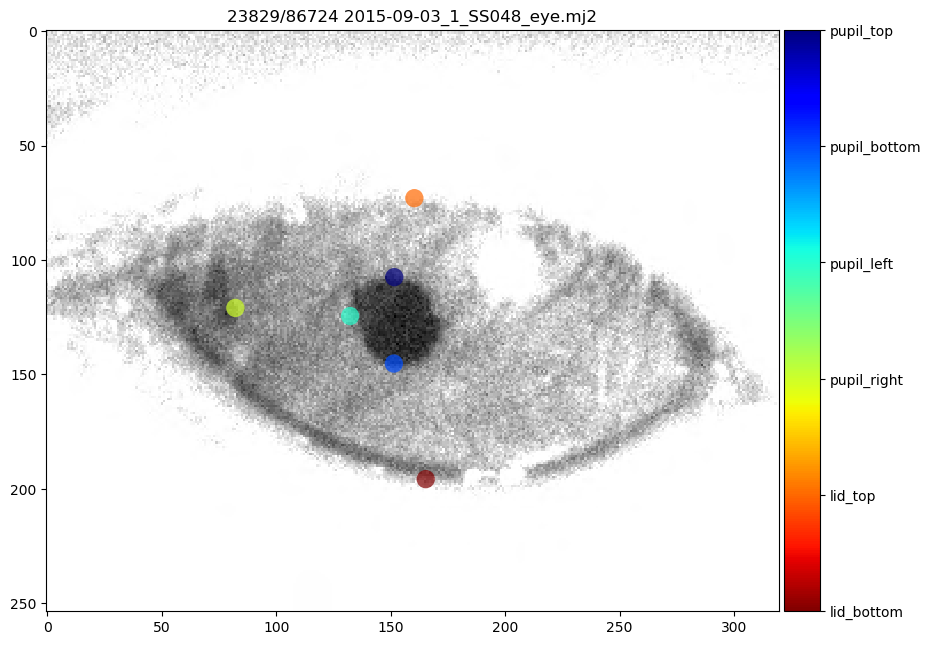 23829/86724 2015-09-03_1_SS048_eye.mj2
0
50
100
150
200
250
0
50
100
150
200
250
300
pupil_top
pupil_bottom
pupil_left
pupil_right
lid_top
lid_bottom